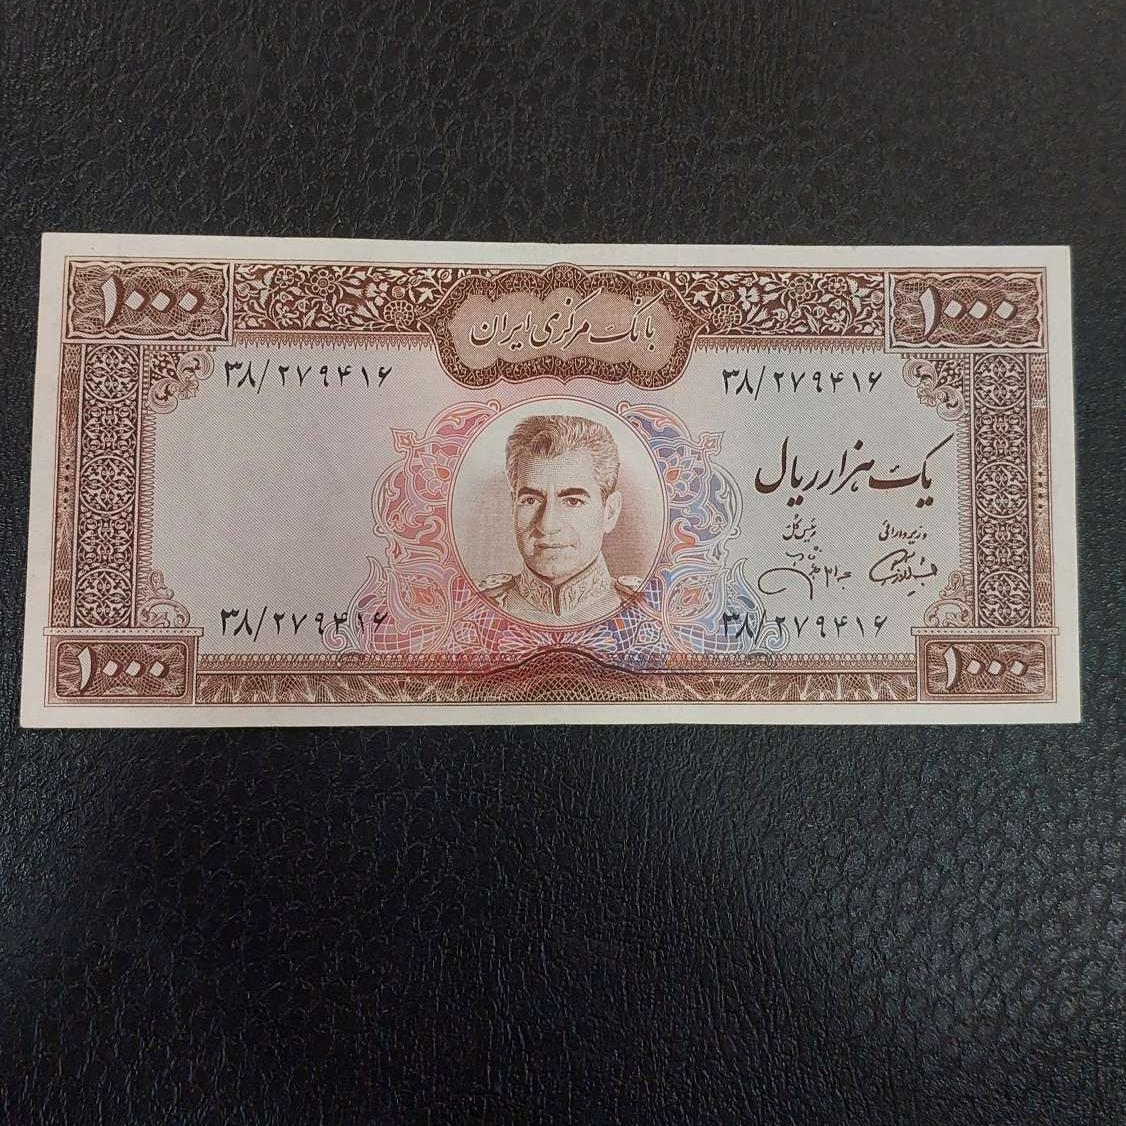 ۱۰۰۰ ۱۰۰۰
بانک مرکزی ایران
۳۸/۲۷۹۴۱۶ ۳۸/۲۷۹۴۱۶
یک هزار ریال
وزیر دارائی رئیس کل
۳۸/۲۷۹۴۱۶ ۳۸/۲۷۹۴۱۶
۱۰۰۰ ۱۰۰۰